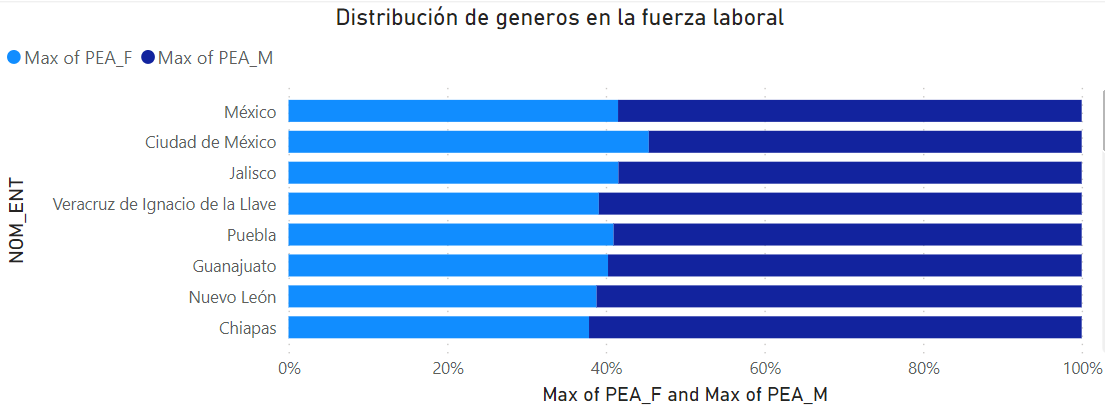 Distribución de generos en la fuerza laboral
Max of PEA_F Max of PEA_M
NOM_ENT
México
Ciudad de México
Jalisco
Veracruz de Ignacio de la Llave
Puebla
Guanajuato
Nuevo León
Chiapas
0% 20% 40% 60% 80% 100%
Max of PEA_F and Max of PEA_M